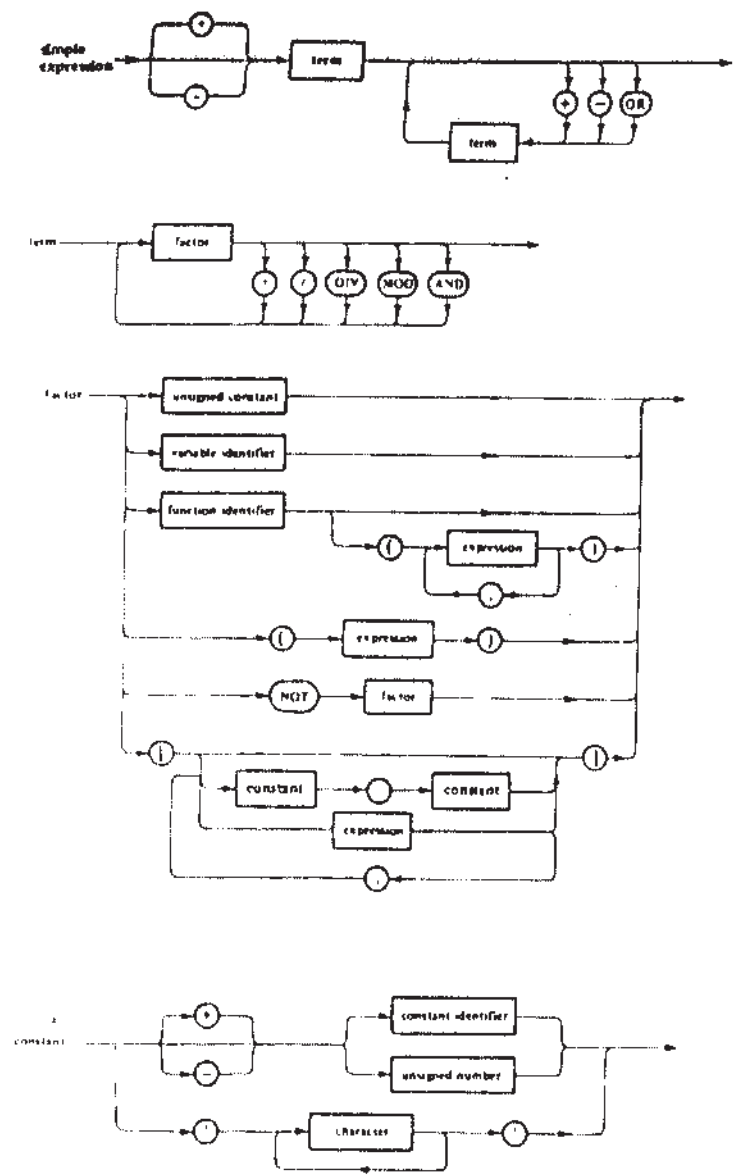 +
simple
expression
term
-
+ - OR
term
term
factor
/ DIV MOD AND
factor
unsigned constant
variable identifier
function identifier
( expression )
,
( expression )
NOT factor
constant constant
expression
,
+
constant identifier
constant
-
unsigned number
' character '